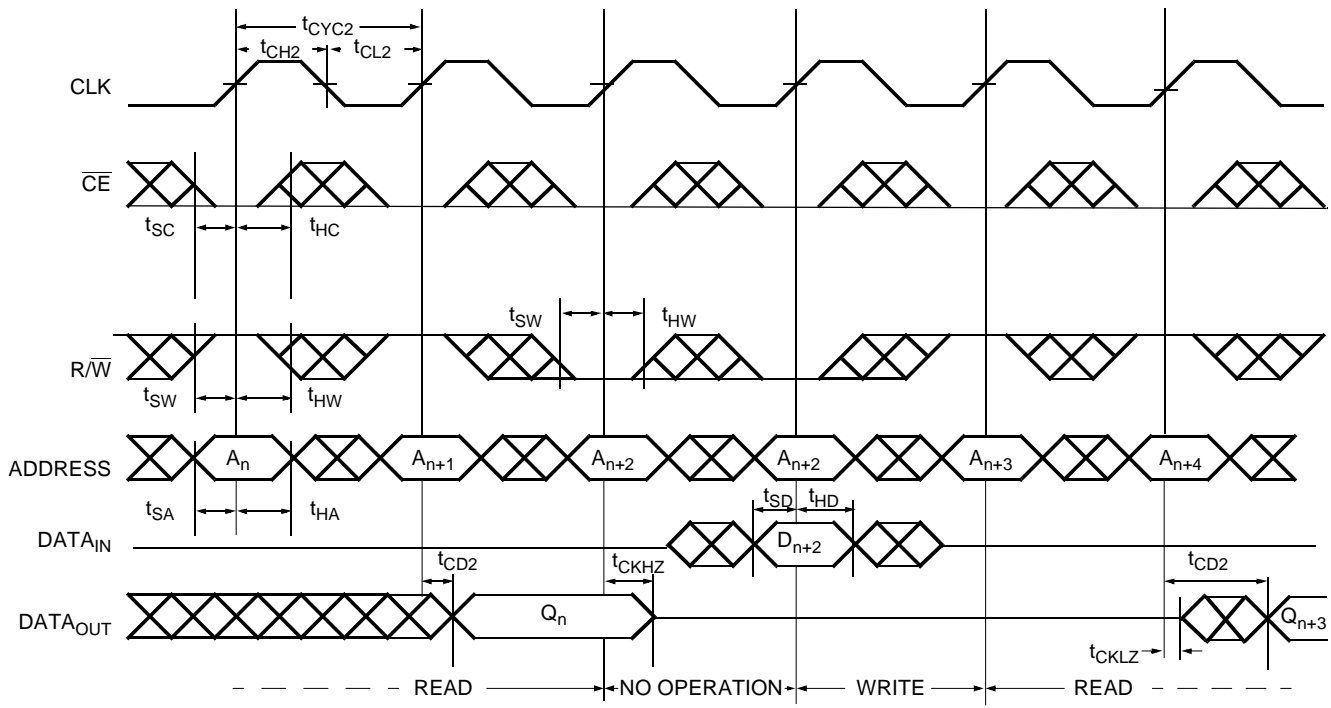 tCYC2
tCH2 tCL2
CLK
C̅E̅
tSC tHC
tSW tHW
R/W̅
tSW tHW
ADDRESS An An+1 An+2 An+2 An+3 An+4
tSA tHA tSD tHD
DATAIN Dn+2
tCD2 tCKHZ tCD2
DATAOUT Qn Qn+3
tCKLZ
READ NO OPERATION WRITE READ